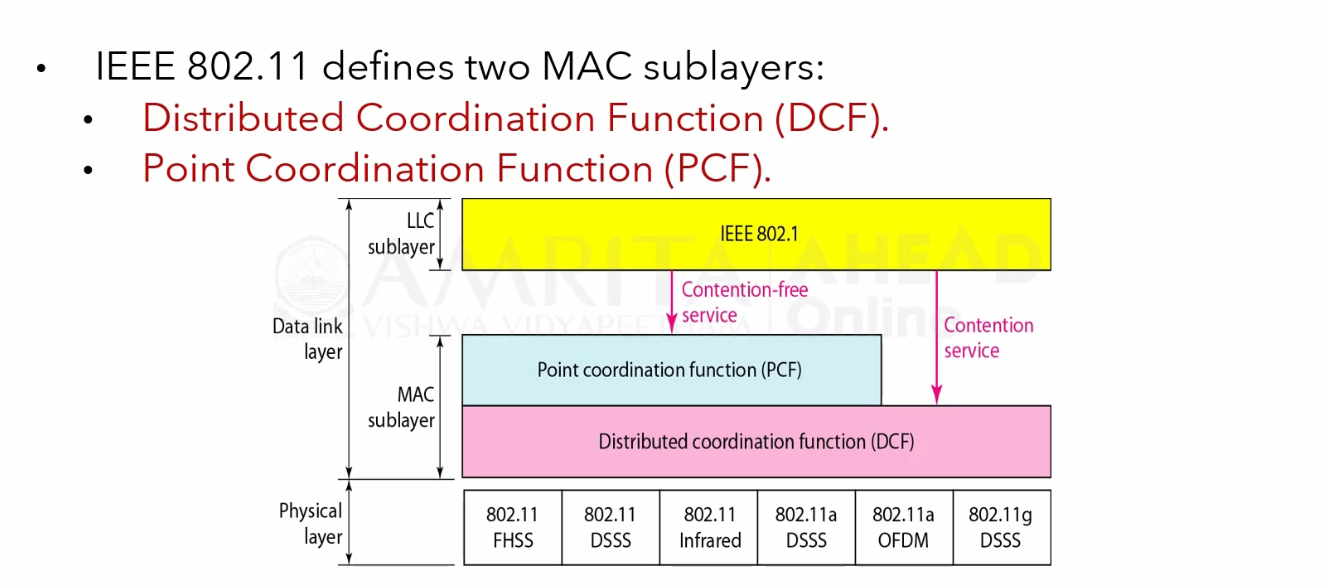 • IEEE 802.11 defines two MAC sublayers:
• Distributed Coordination Function (DCF).
• Point Coordination Function (PCF).
LLC
sublayer
IEEE 802.1
AMRITA
VISHWA VIDYAPEETHAM
AHEAD
Online
Contention-free
service
Contention
service
Data link
layer
MAC
sublayer
Point coordination function (PCF)
Distributed coordination function (DCF)
Physical
layer
802.11
FHSS
802.11
DSSS
802.11
Infrared
802.11a
DSSS
802.11a
OFDM
802.11g
DSSS